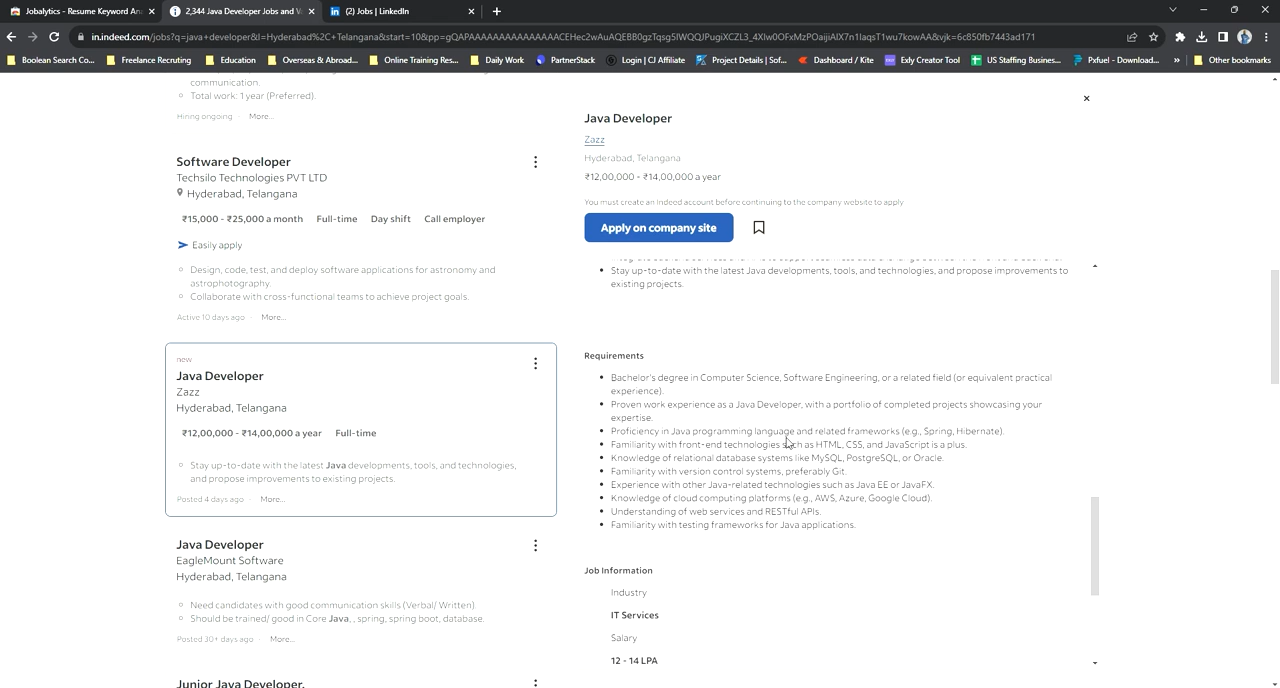 Jobalytics - Resume Keyword An
2,344 Java Developer Jobs and V
(2) Jobs | LinkedIn
in.indeed.com/jobs?q=java+developer&l=Hyderabad%2C+Telangana&start=10&pp=
Boolean Search Co...
Freelance Recruting
Education
Overseas & Abroad...
Online Training Res...
Daily Work
PartnerStack
Login | CJ Affiliate
Project Details | Sof...
Dashboard / Kite
Exly Creator Tool
US Staffing Busines...
Pxfuel - Download...
»
Other bookmarks
communication.
Total work: 1 year (Preferred).
Hiring ongoing · More...
Software Developer
Techsilo Technologies PVT LTD
Hyderabad, Telangana
₹15,000 - ₹25,000 a month Full-time Day shift Call employer
Easily apply
Design, code, test, and deploy software applications for astronomy and
astrophotography.
Collaborate with cross-functional teams to achieve project goals.
Active 10 days ago · More...
new
Java Developer
Zazz
Hyderabad, Telangana
₹12,00,000 - ₹14,00,000 a year Full-time
Stay up-to-date with the latest Java developments, tools, and technologies,
and propose improvements to existing projects.
Posted 4 days ago · More...
Java Developer
EagleMount Software
Hyderabad, Telangana
Need candidates with good communication skills (Verbal/ Written).
Should be trained/ good in Core Java, , spring, spring boot, database.
Posted 30+ days ago · More...
Junior Java Developer.
Java Developer
Zazz
Hyderabad, Telangana
₹12,00,000 - ₹14,00,000 a year
You must create an Indeed account before continuing to the company website to apply
Apply on company site
Stay up-to-date with the latest Java developments, tools, and technologies, and propose improvements to
existing projects.
Requirements
Bachelor's degree in Computer Science, Software Engineering, or a related field (or equivalent practical
experience).
Proven work experience as a Java Developer, with a portfolio of completed projects showcasing your
expertise.
Proficiency in Java programming language and related frameworks (e.g., Spring, Hibernate).
Familiarity with front-end technologies such as HTML, CSS, and JavaScript is a plus.
Knowledge of relational database systems like MySQL, PostgreSQL, or Oracle.
Familiarity with version control systems, preferably Git.
Experience with other Java-related technologies such as Java EE or JavaFX.
Knowledge of cloud computing platforms (e.g., AWS, Azure, Google Cloud).
Understanding of web services and RESTful APIs.
Familiarity with testing frameworks for Java applications.
Job Information
Industry
IT Services
Salary
12 - 14 LPA